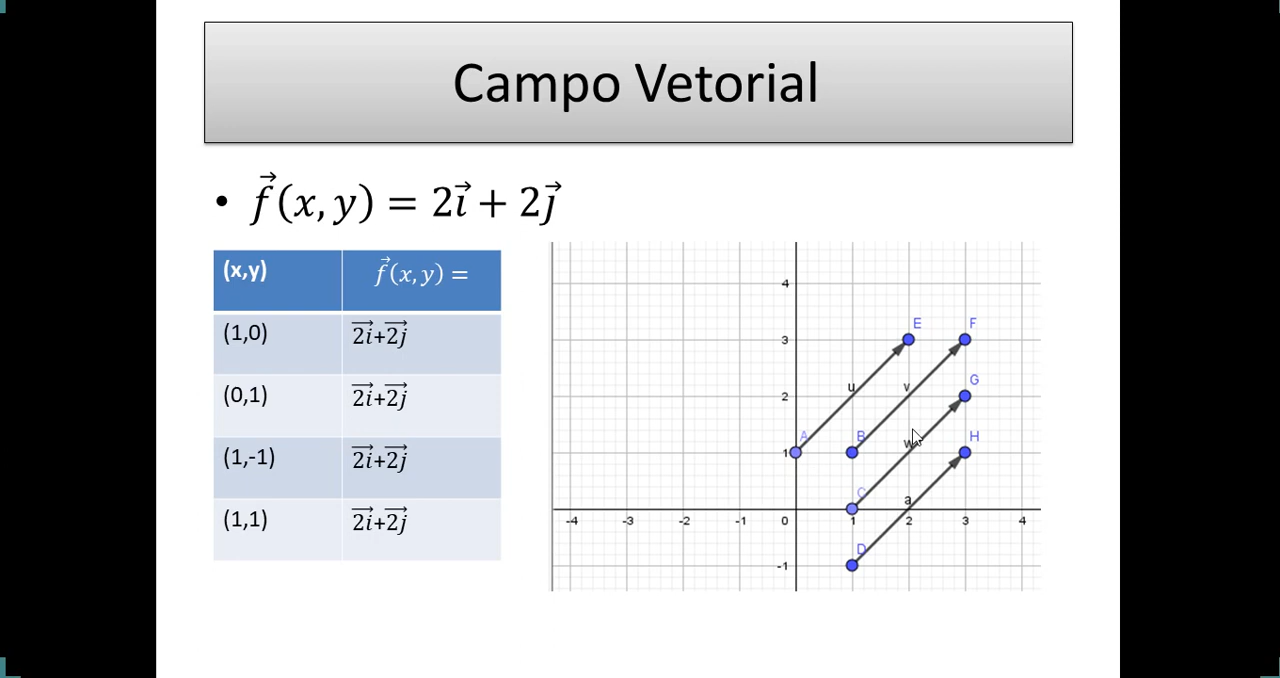 Campo Vetorial
• f⃗(x, y) = 2i⃗ + 2j⃗
(x,y) f⃗(x, y) =
(1,0) 2i⃗+2j⃗
(0,1) 2i⃗+2j⃗
(1,-1) 2i⃗+2j⃗
(1,1) 2i⃗+2j⃗
4
E F
3
u v G
2
A B w H
1
C a
-4 -3 -2 -1 0 1 2 3 4
D
-1